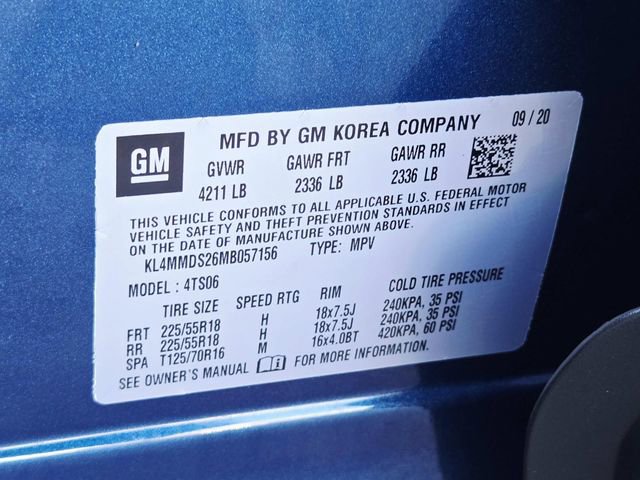 GM
MFD BY GM KOREA COMPANY 09/20
GVWR GAWR FRT GAWR RR
4211 LB 2336 LB 2336 LB
THIS VEHICLE CONFORMS TO ALL APPLICABLE U.S. FEDERAL MOTOR
VEHICLE SAFETY AND THEFT PREVENTION STANDARDS IN EFFECT
ON THE DATE OF MANUFACTURE SHOWN ABOVE.
KL4MMDS26MB057156 TYPE: MPV
MODEL : 4TS06
TIRE SIZE SPEED RTG RIM COLD TIRE PRESSURE
FRT 225/55R18 H 18x7.5J 240KPA, 35 PSI
RR 225/55R18 H 18x7.5J 240KPA, 35 PSI
SPA T125/70R16 M 16x4.0BT 420KPA, 60 PSI
SEE OWNER'S MANUAL i FOR MORE INFORMATION.